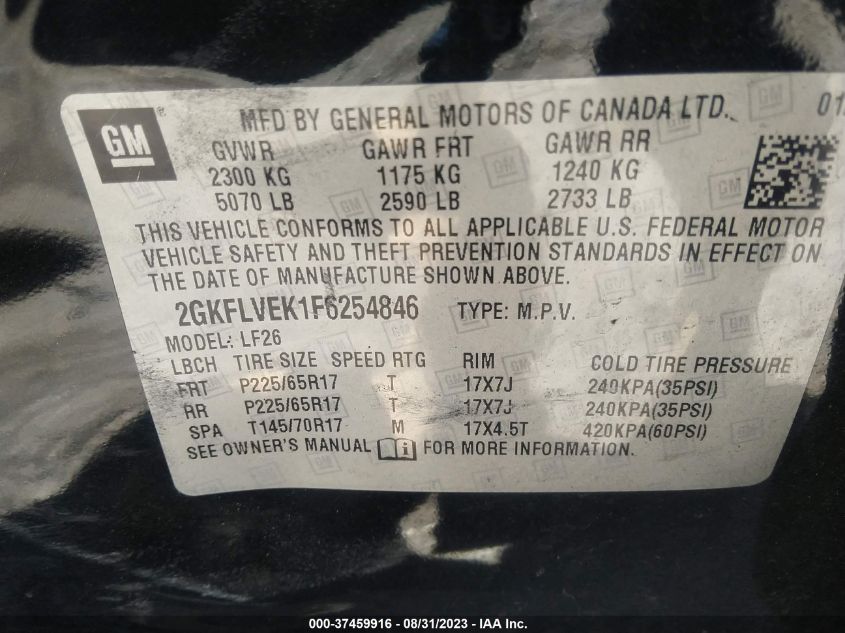 GM
MFD BY GENERAL MOTORS OF CANADA LTD. 01
GVWR GAWR FRT GAWR RR
2300 KG 1175 KG 1240 KG
5070 LB 2590 LB 2733 LB
THIS VEHICLE CONFORMS TO ALL APPLICABLE U.S. FEDERAL MOTOR
VEHICLE SAFETY AND THEFT PREVENTION STANDARDS IN EFFECT ON
THE DATE OF MANUFACTURE SHOWN ABOVE.
2GKFLVEK1F6254846 TYPE: M.P.V.
MODEL: LF26
LBCH TIRE SIZE SPEED RTG RIM COLD TIRE PRESSURE
FRT P225/65R17 T 17X7J 240KPA(35PSI)
RR P225/65R17 T 17X7J 240KPA(35PSI)
SPA T145/70R17 M 17X4.5T 420KPA(60PSI)
SEE OWNER'S MANUAL FOR MORE INFORMATION.
000-37459916 - 08/31/2023 - IAA Inc.